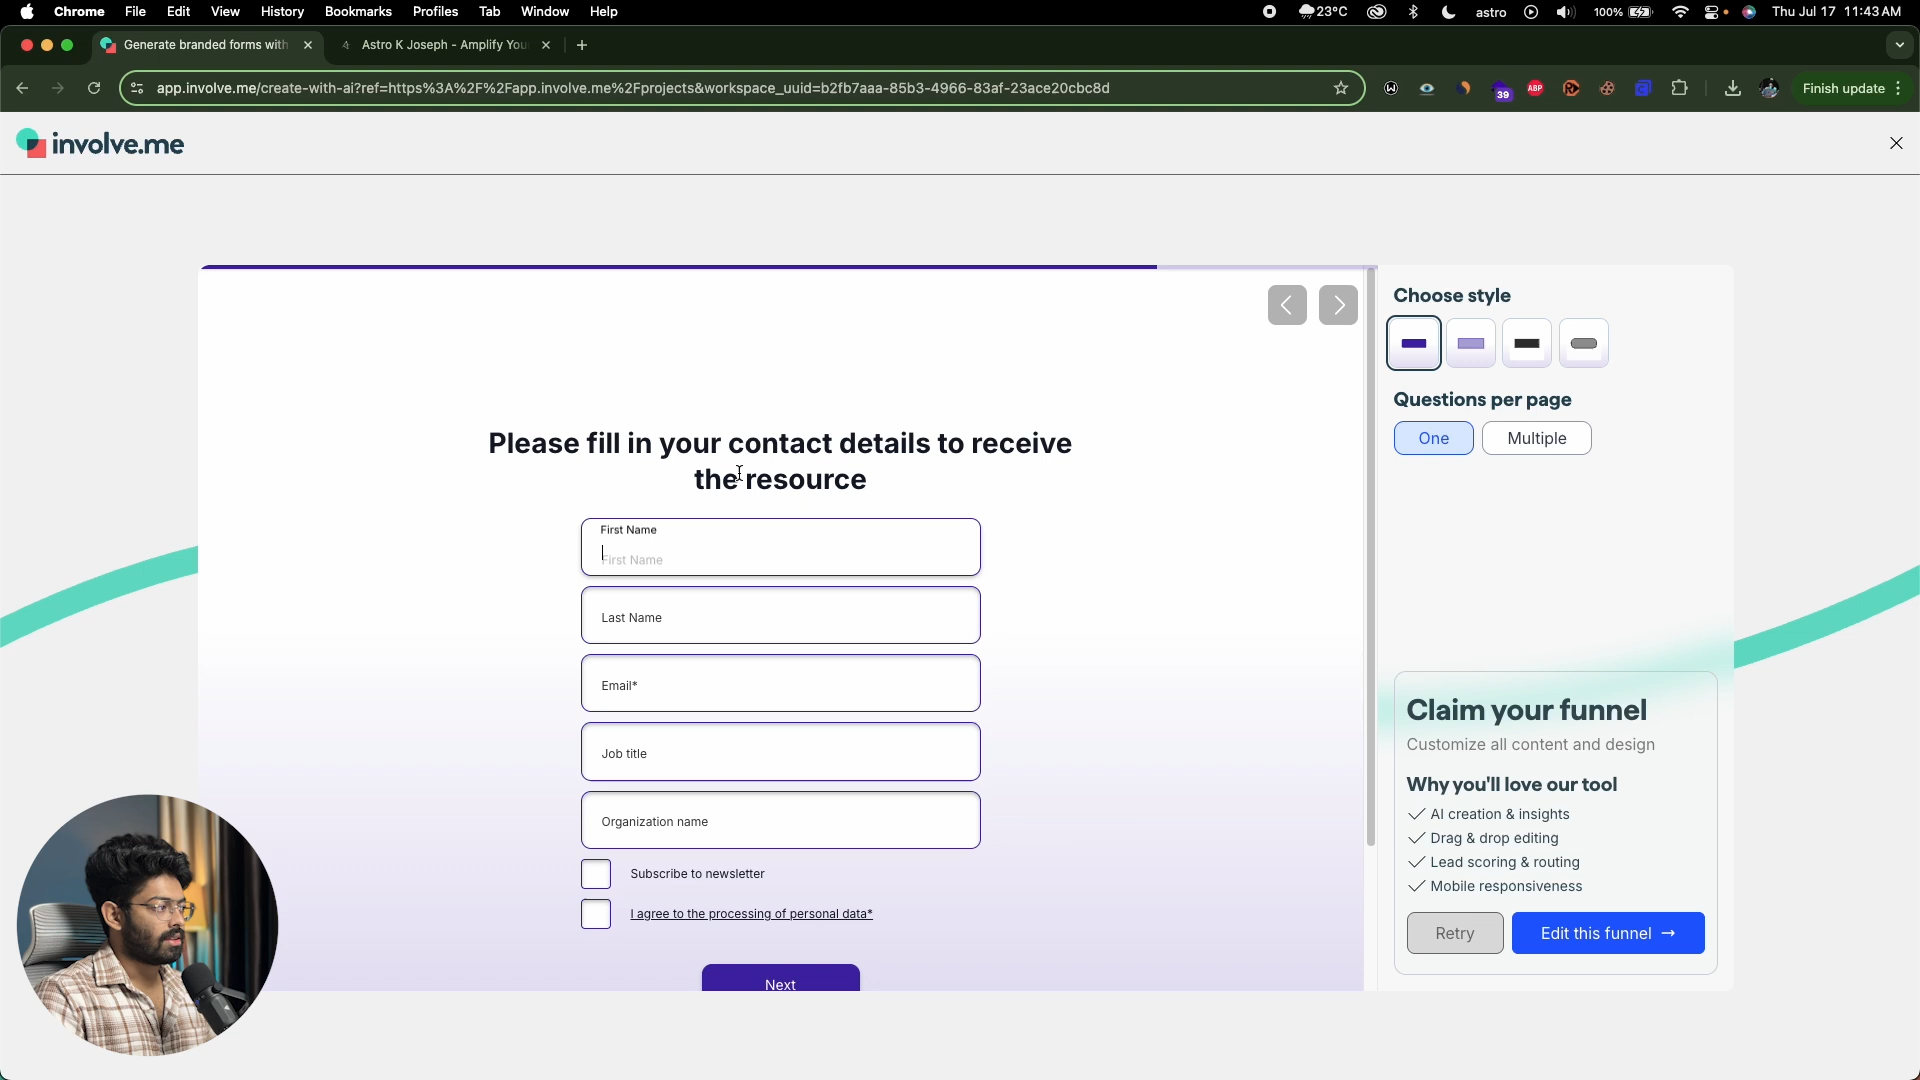 Chrome File Edit View History Bookmarks Profiles Tab Window Help 23°C astro 100% Thu Jul 17 11:43 AM
Generate branded forms with Astro K Joseph - Amplify You
app.involve.me/create-with-ai?ref=https%3A%2F%2Fapp.involve.me%2Fprojects&workspace_uuid=b2fb7aaa-85b3-4966-83af-23ace20cbc8d 39 ABP Finish update
involve.me
Please fill in your contact details to receive
the resource
First Name
First Name
Last Name
Email*
Job title
Organization name
Subscribe to newsletter
I agree to the processing of personal data*
Next
Choose style
Questions per page
One Multiple
Claim your funnel
Customize all content and design
Why you'll love our tool
AI creation & insights
Drag & drop editing
Lead scoring & routing
Mobile responsiveness
Retry Edit this funnel →